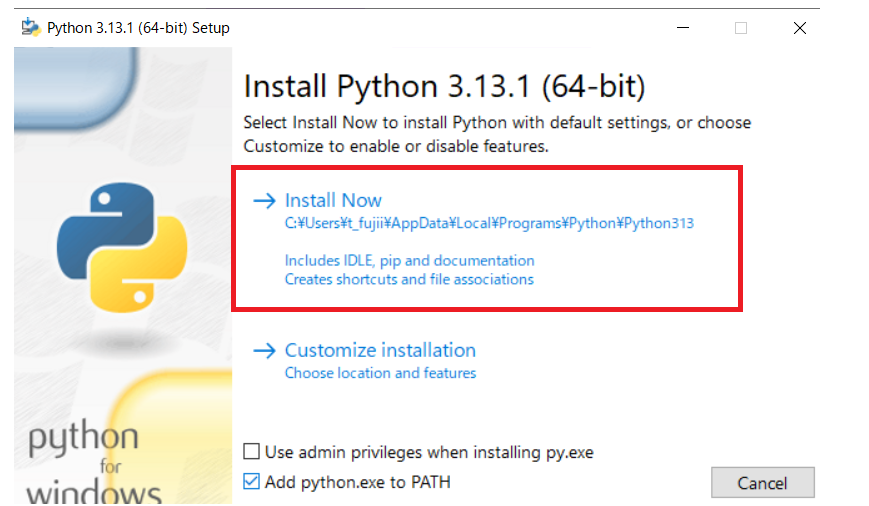 Python 3.13.1 (64-bit) Setup
Install Python 3.13.1 (64-bit)
Select Install Now to install Python with default settings, or choose
Customize to enable or disable features.
Install Now
C:¥Users¥t_fujii¥AppData¥Local¥Programs¥Python¥Python313
Includes IDLE, pip and documentation
Creates shortcuts and file associations
Customize installation
Choose location and features
Use admin privileges when installing py.exe
Add python.exe to PATH
Cancel
python
for
windows